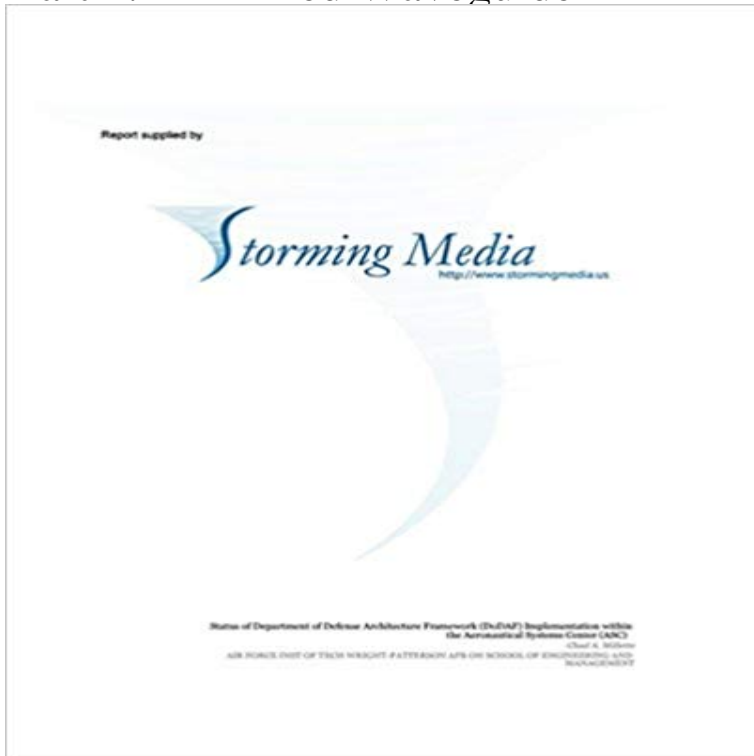 Report supplied by
Storming Media
http://www.stormingmedia.us
Status of Department of Defense Architecture Framework (DoDAF) Implementation within
the Aeronautical Systems Center (ASC)
Chad A. Millette
AIR FORCE INST OF TECH WRIGHT-PATTERSON AFB OH SCHOOL OF ENGINEERING AND
MANAGEMENT